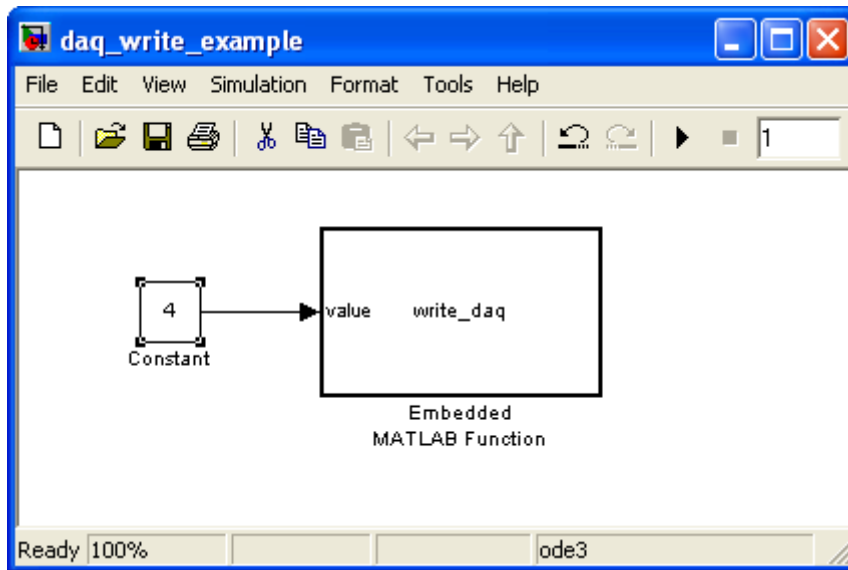 daq_write_example
File Edit View Simulation Format Tools Help
1
4
value write_daq
Constant
Embedded
MATLAB Function
Ready 100% ode3